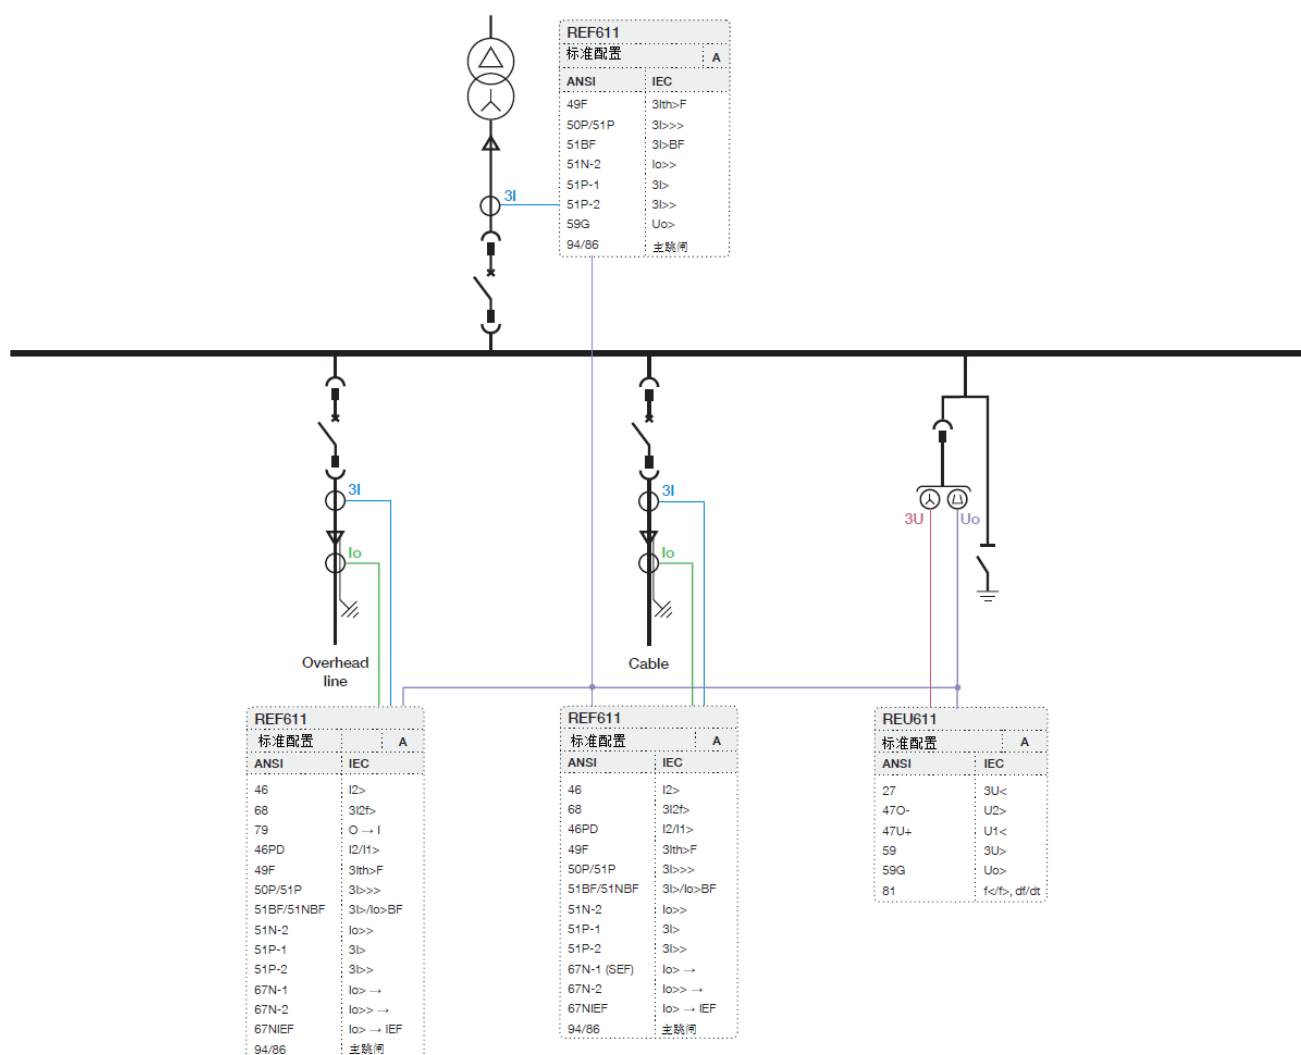 REF611
标准配置 A
ANSI IEC
49F 3Ith>F
50P/51P 3I>>>
51BF 3I>BF
51N-2 Io>>
51P-1 3I>
51P-2 3I>>
59G Uo>
94/86 主跳闸
3I
3I
Io
Overhead
line
3I
Io
Cable
3U
Uo
REF611
标准配置 A
ANSI IEC
46 I2>
68 3I2f>
79 O → I
46PD I2/I1>
49F 3Ith>F
50P/51P 3I>>>
51BF/51NBF 3I>/Io>BF
51N-2 Io>>
51P-1 3I>
51P-2 3I>>
67N-1 Io> →
67N-2 Io>> →
67NIEF Io> → IEF
94/86 主跳闸
REF611
标准配置 A
ANSI IEC
46 I2>
68 3I2f>
46PD I2/I1>
49F 3Ith>F
50P/51P 3I>>>
51BF/51NBF 3I>/Io>BF
51N-2 Io>>
51P-1 3I>
51P-2 3I>>
67N-1 (SEF) Io> →
67N-2 Io>> →
67NIEF Io> → IEF
94/86 主跳闸
REU611
标准配置 A
ANSI IEC
27 3U<
47O- U2>
47U+ U1<
59 3U>
59G Uo>
81 f</f>, df/dt